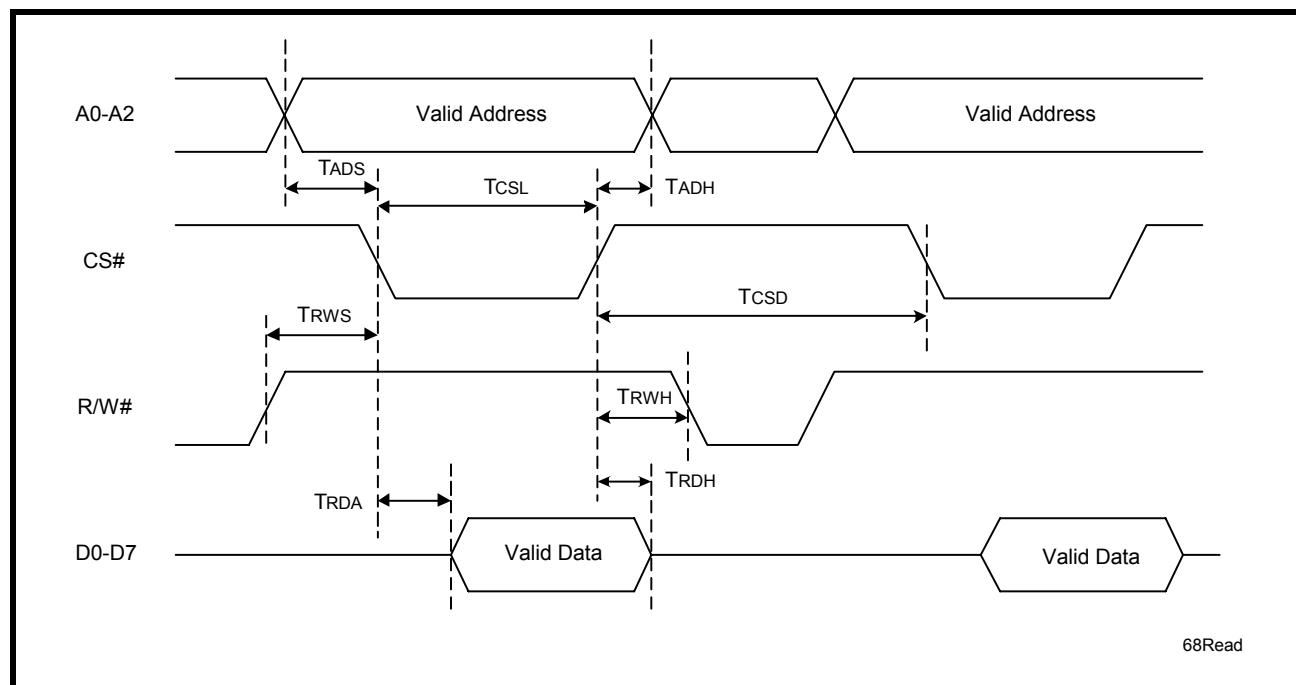 A0-A2
Valid Address
Valid Address
TADS
TCSL
TADH
CS#
TCSD
TRWS
R/W#
TRWH
TRDH
TRDA
D0-D7
Valid Data
Valid Data
68Read